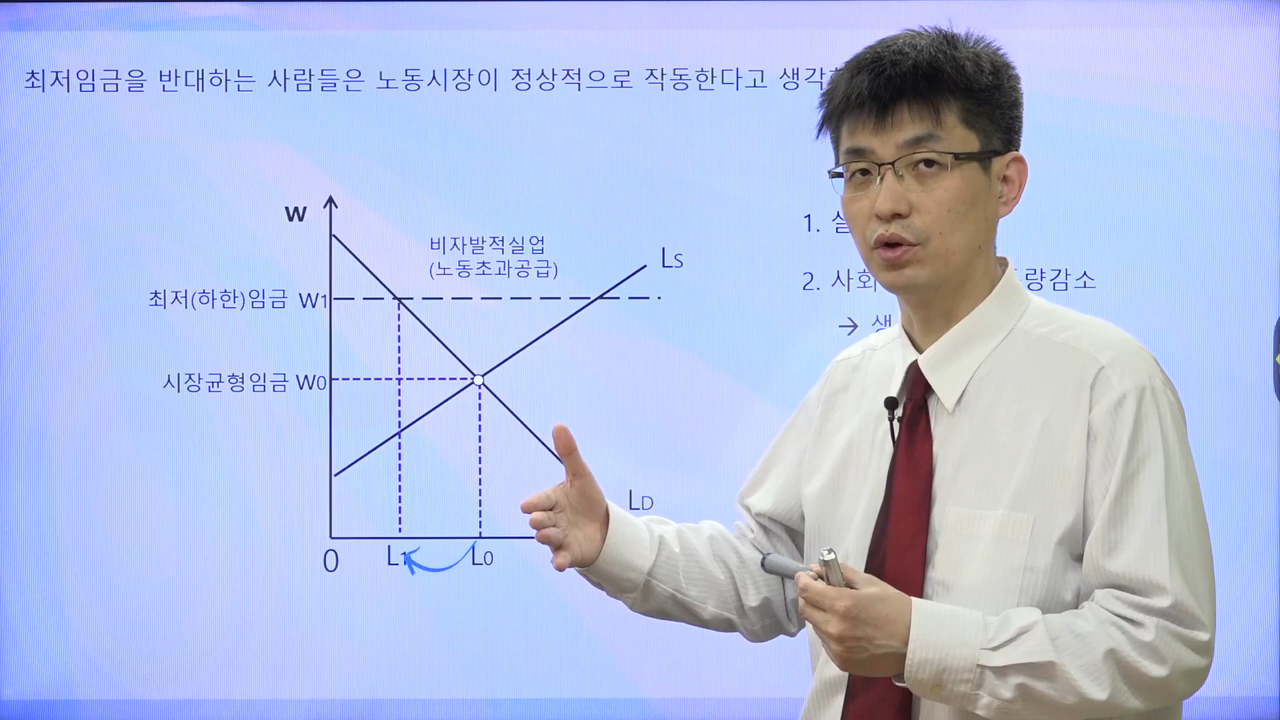 최저임금을 반대하는 사람들은 노동시장이 정상적으로 작동한다고
W
비자발적실업
(노동초과공급)
LS
최저(하한)임금 W1
시장균형임금 W0
LD
0
L1
L0
1.
2. 사회
량감소
→